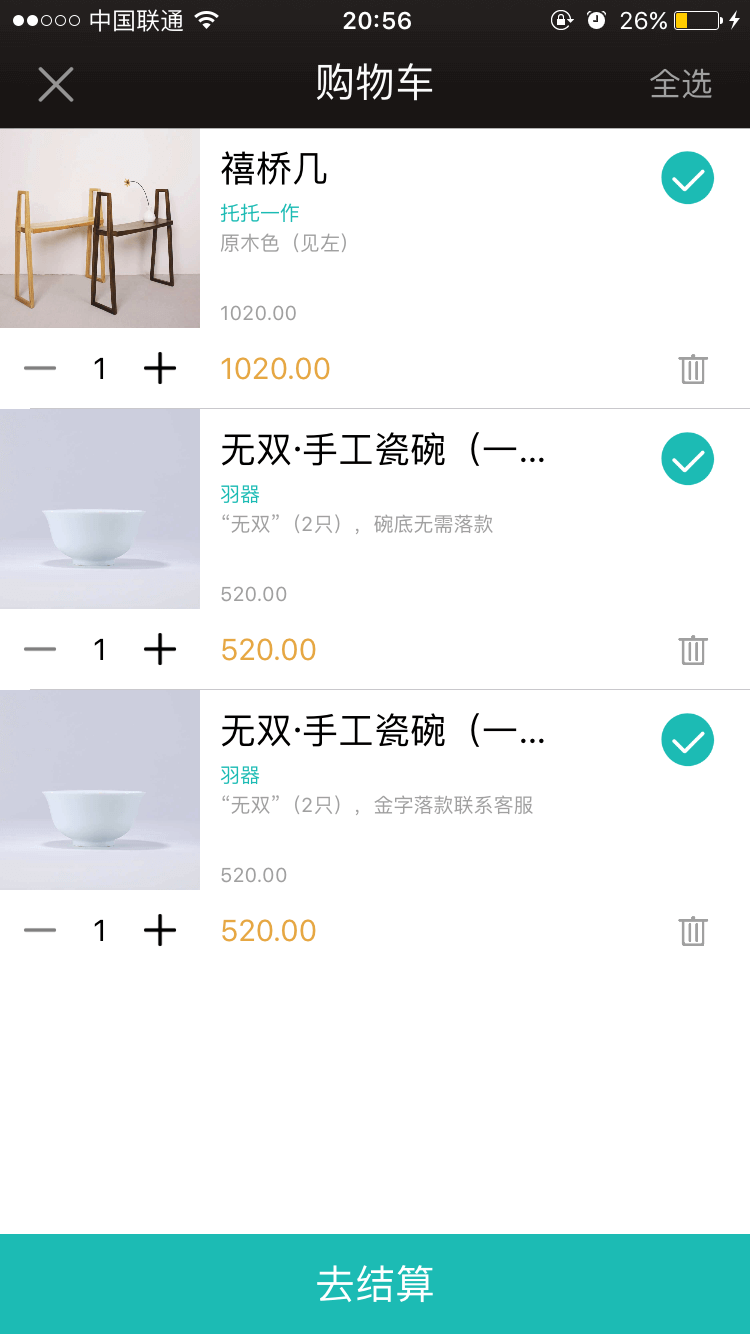 中国联通 20:56 26%
购物车 全选
禧桥几
托托一作
原木色（见左）
1020.00
1 1020.00
无双·手工瓷碗（一...
羽器
“无双”（2只），碗底无需落款
520.00
1 520.00
无双·手工瓷碗（一...
羽器
“无双”（2只），金字落款联系客服
520.00
1 520.00
去结算